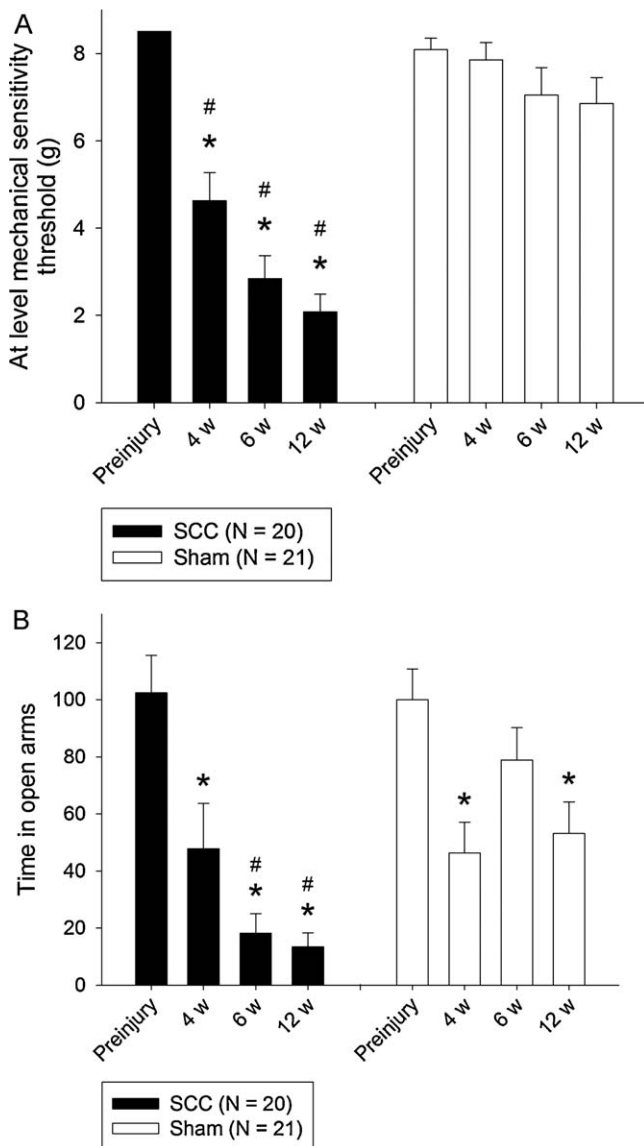 A
At level mechanical sensitivity
threshold (g)
8
6
4
2
0
#
*
#
*
#
*
Preinjury
4 w
6 w
12 w
Preinjury
4 w
6 w
12 w
SCC (N = 20)
Sham (N = 21)
B
Time in open arms
120
100
80
60
40
20
0
*
#
*
#
*
*
*
Preinjury
4 w
6 w
12 w
Preinjury
4 w
6 w
12 w
SCC (N = 20)
Sham (N = 21)